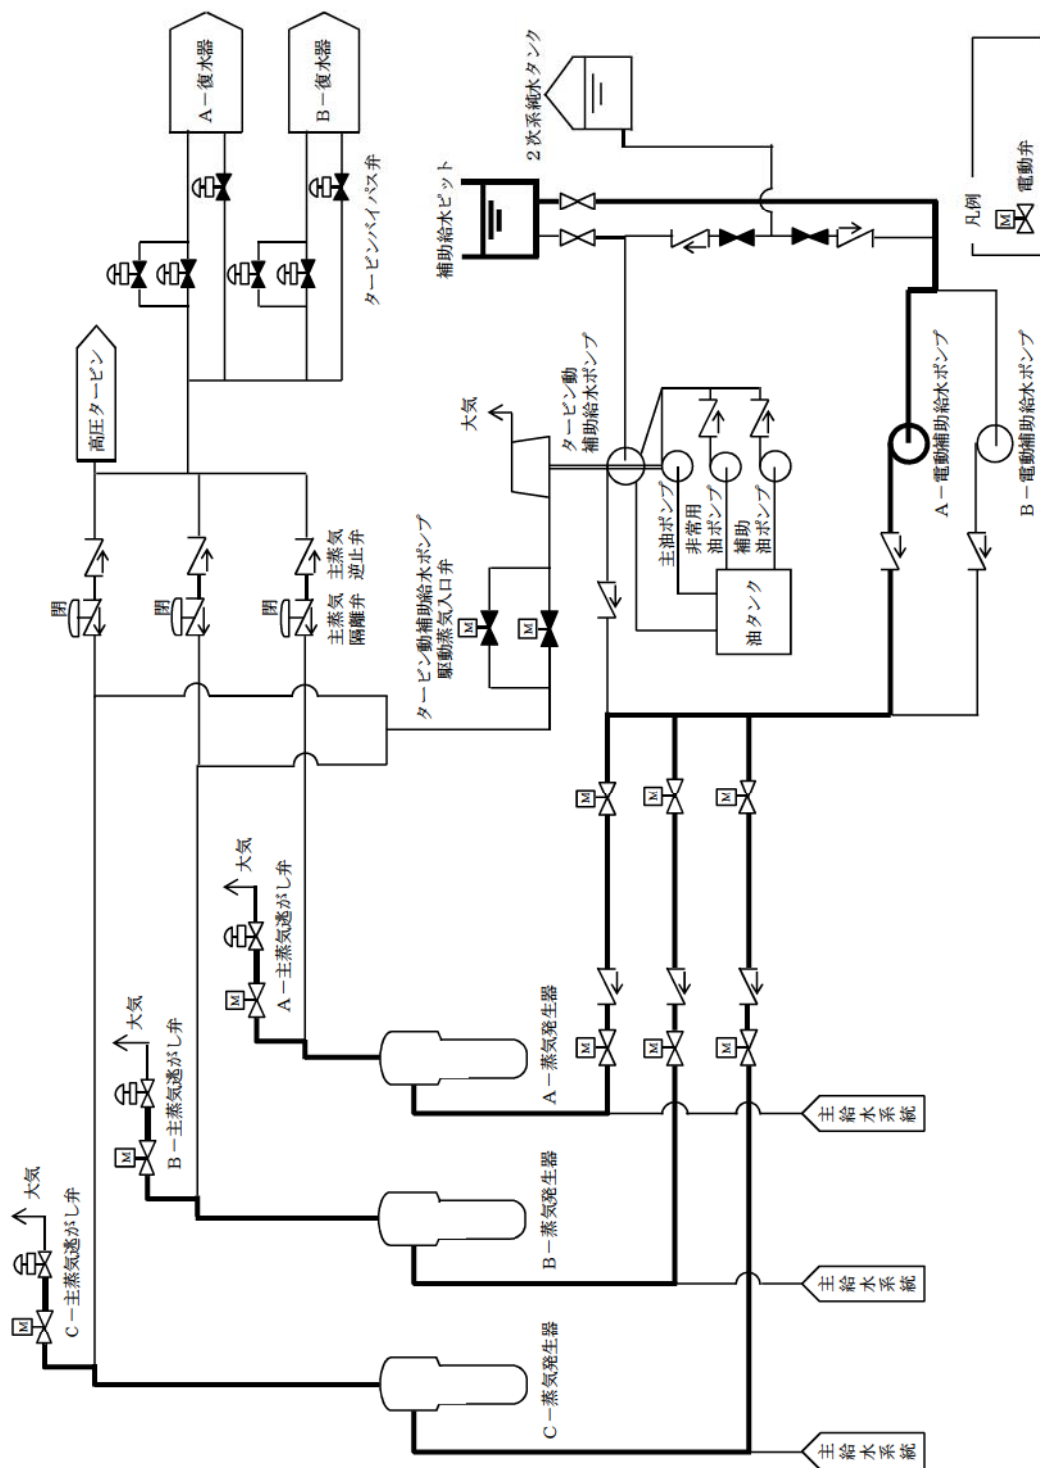 C－主蒸気逃がし弁
大気
B－主蒸気逃がし弁
大気
A－主蒸気逃がし弁
大気
M
M
M
閉
閉
閉
主蒸気
隔離弁
主蒸気
逆止弁
高圧タービン
A－復水器
B－復水器
タービンバイパス弁
タービン動補助給水ポンプ
駆動蒸気入口弁
M
M
大気
タービン動
補助給水ポンプ
補助給水ピット
2次系純水タンク
主油ポンプ
非常用
油ポンプ
補助
油ポンプ
油タンク
C－蒸気発生器
B－蒸気発生器
A－蒸気発生器
M
M
M
M
M
M
主給水系統
主給水系統
主給水系統
A－電動補助給水ポンプ
B－電動補助給水ポンプ
凡例
M
電動弁